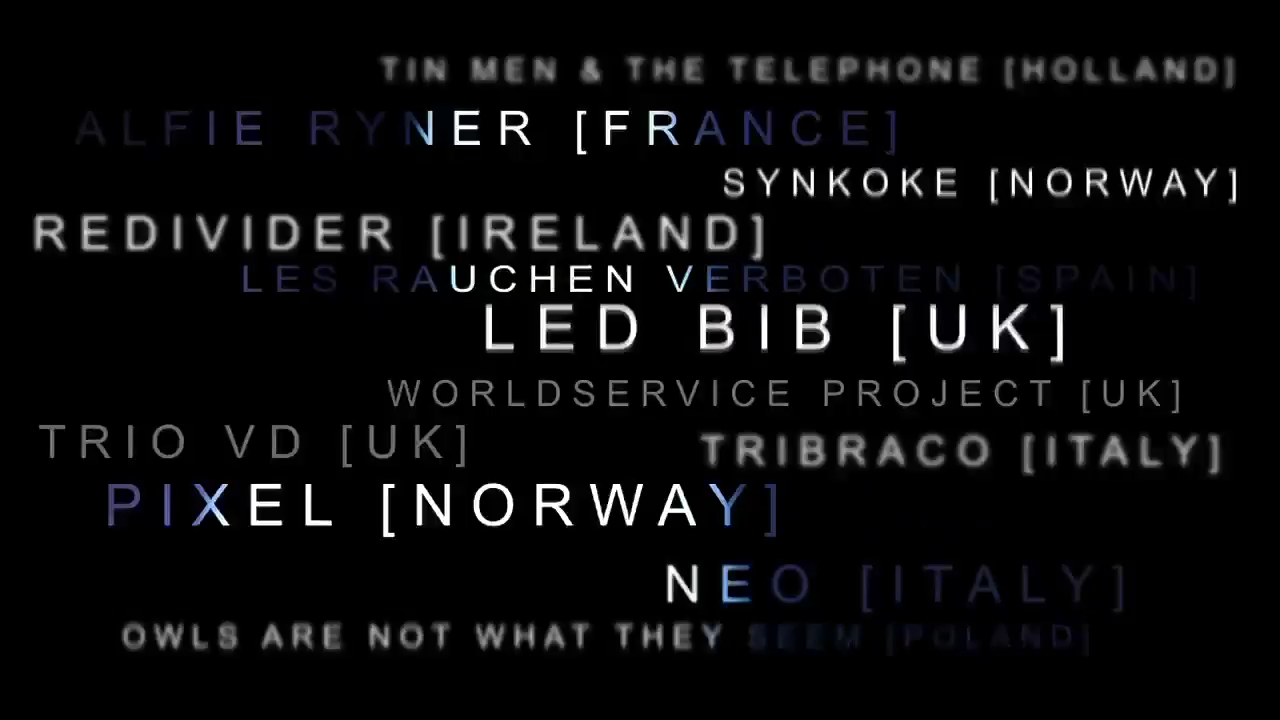 TIN MEN & THE TELEPHONE [HOLLAND]
ALFIE RYNER [FRANCE]
SYNKOKE [NORWAY]
REDIVIDER [IRELAND]
LES RAUCHEN VERBOTEN [SPAIN]
LED BIB [UK]
WORLDSERVICE PROJECT [UK]
TRIO VD [UK]
TRIBRACO [ITALY]
PIXEL [NORWAY]
NEO [ITALY]
OWLS ARE NOT WHAT THEY SEEM [POLAND]